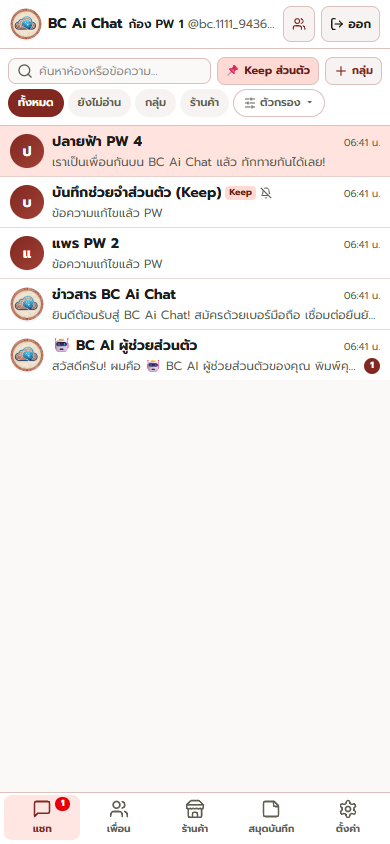 BC Ai Chat ก้อง PW 1 @bc.1111_9436... ออก
ค้นหาห้องหรือข้อความ... Keep ส่วนตัว กลุ่ม
ทั้งหมด ยังไม่อ่าน กลุ่ม ร้านค้า ตัวกรอง
ป ปลายฟ้า PW 4 06:41 น.
เราเป็นเพื่อนกันบน BC Ai Chat แล้ว ทักทายกันได้เลย!
บ บันทึกช่วยจำส่วนตัว (Keep) Keep 06:41 น.
ข้อความแก้ไขแล้ว PW
แ แพร PW 2 06:41 น.
ข้อความแก้ไขแล้ว PW
ข่าวสาร BC Ai Chat 06:41 น.
ยินดีต้อนรับสู่ BC Ai Chat! สมัครด้วยเบอร์มือถือ เชื่อมต่อยืนยั...
BC AI ผู้ช่วยส่วนตัว 06:41 น.
สวัสดีครับ! ผมคือ 🤖 BC AI ผู้ช่วยส่วนตัวของคุณ พิมพ์คุ... 1
1
แชท เพื่อน ร้านค้า สมุดบันทึก ตั้งค่า